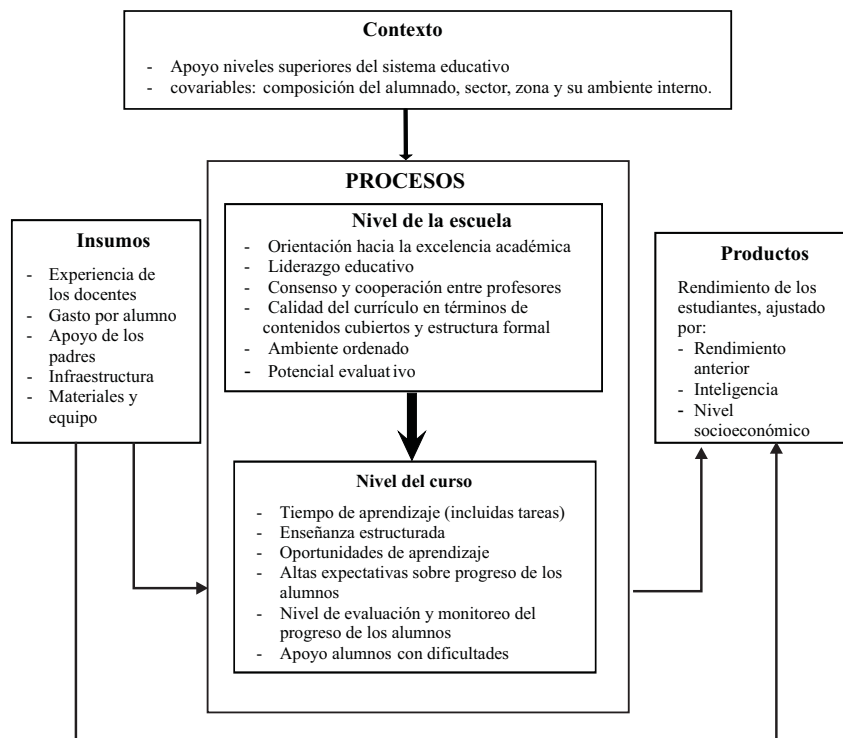 Contexto
- Apoyo niveles superiores del sistema educativo
- covariables: composición del alumnado, sector, zona y su ambiente interno.
PROCESOS
Nivel de la escuela
- Orientación hacia la excelencia académica
- Liderazgo educativo
- Consenso y cooperación entre profesores
- Calidad del currículo en términos de
contenidos cubiertos y estructura formal
- Ambiente ordenado
- Potencial evaluativo
Insumos
- Experiencia de
los docentes
- Gasto por alumno
- Apoyo de los
padres
- Infraestructura
- Materiales y
equipo
Productos
Rendimiento de los
estudiantes, ajustado
por:
- Rendimiento
anterior
- Inteligencia
- Nivel
socioeconómico
Nivel del curso
- Tiempo de aprendizaje (incluidas tareas)
- Enseñanza estructurada
- Oportunidades de aprendizaje
- Altas expectativas sobre progreso de los
alumnos
- Nivel de evaluación y monitoreo del
progreso de los alumnos
- Apoyo alumnos con dificultades